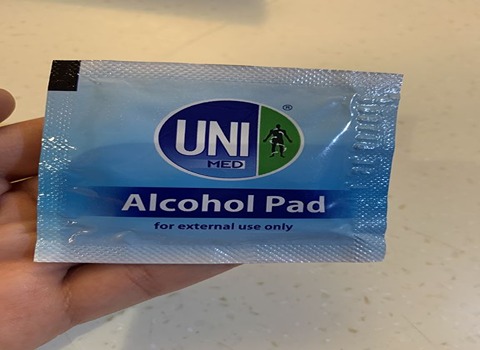 UNI
MED
®
Alcohol Pad
for external use only